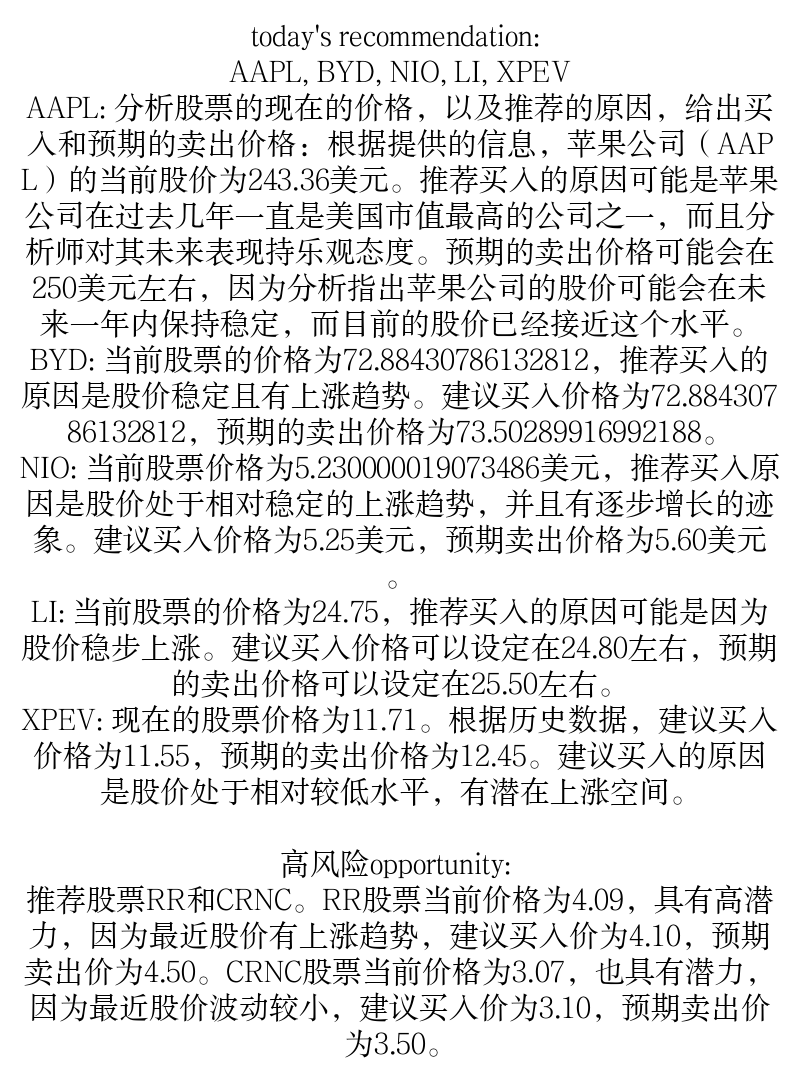 today's recommendation:
AAPL, BYD, NIO, LI, XPEV
AAPL: 分析股票的现在的价格，以及推荐的原因，给出买
入和预期的卖出价格：根据提供的信息，苹果公司（AAP
L）的当前股价为243.36美元。推荐买入的原因可能是苹果
公司在过去几年一直是美国市值最高的公司之一，而且分
析师对其未来表现持乐观态度。预期的卖出价格可能会在
250美元左右，因为分析指出苹果公司的股价可能会在未
来一年内保持稳定，而目前的股价已经接近这个水平。
BYD: 当前股票的价格为72.88430786132812，推荐买入的
原因是股价稳定且有上涨趋势。建议买入价格为72.884307
86132812，预期的卖出价格为73.50289916992188。
NIO: 当前股票价格为5.230000019073486美元，推荐买入原
因是股价处于相对稳定的上涨趋势，并且有逐步增长的迹
象。建议买入价格为5.25美元，预期卖出价格为5.60美元
。
LI: 当前股票的价格为24.75，推荐买入的原因可能是因为
股价稳步上涨。建议买入价格可以设定在24.80左右，预期
的卖出价格可以设定在25.50左右。
XPEV: 现在的股票价格为11.71。根据历史数据，建议买入
价格为11.55，预期的卖出价格为12.45。建议买入的原因
是股价处于相对较低水平，有潜在上涨空间。
高风险opportunity:
推荐股票RR和CRNC。RR股票当前价格为4.09，具有高潜
力，因为最近股价有上涨趋势，建议买入价为4.10，预期
卖出价为4.50。CRNC股票当前价格为3.07，也具有潜力，
因为最近股价波动较小，建议买入价为3.10，预期卖出价
为3.50。